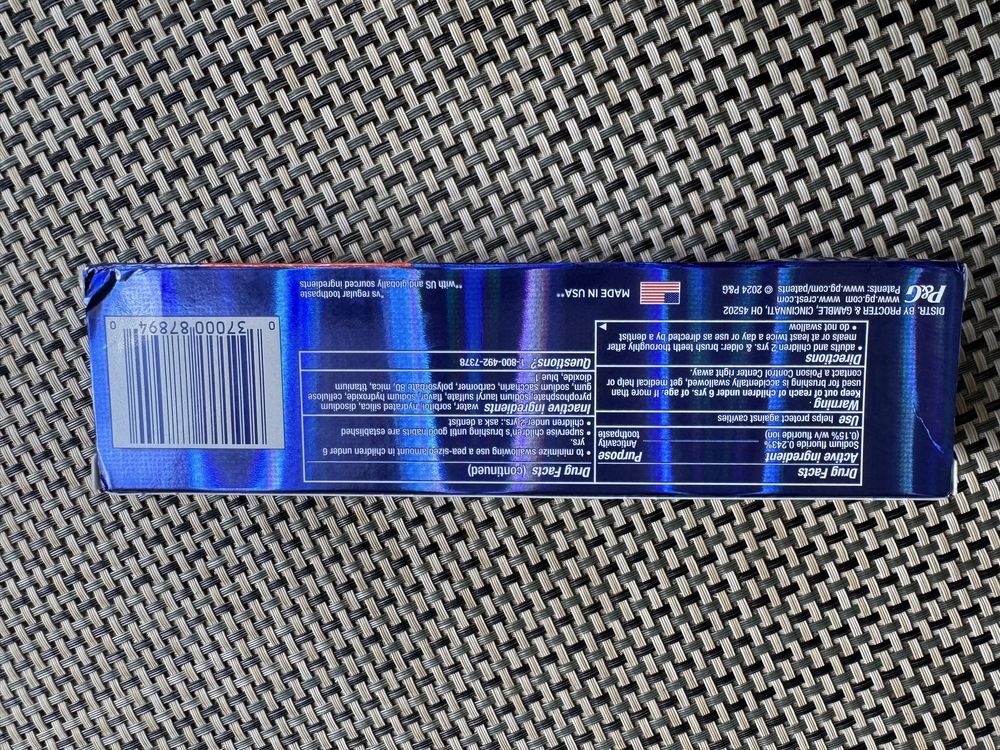 Drug Facts
Active ingredient Purpose
Sodium fluoride 0.243% Anticavity
(0.15% w/v fluoride ion) toothpaste
Use helps protect against cavities
Warning
Keep out of reach of children under 6 yrs. of age. If more than
used for brushing is accidentally swallowed, get medical help or
contact a Poison Control Center right away.
Directions
• adults and children 2 yrs. & older: brush teeth thoroughly after
meals or at least twice a day or use as directed by a dentist
• do not swallow
Drug Facts (continued)
• to minimize swallowing use a pea-sized amount in children under 6
yrs.
• supervise children's brushing until good habits are established
• children under 2 yrs.: ask a dentist
Inactive ingredients water, sorbitol, hydrated silica, disodium
pyrophosphate, sodium lauryl sulfate, flavor, sodium hydroxide, cellulose
gum, sodium saccharin, carbomer, polysorbate 80, mica, titanium
dioxide, blue 1
Questions? 1-800-492-7378
DISTR. BY PROCTER & GAMBLE, CINCINNATI, OH 45202
P&G
www.pg.com www.crest.com
Patents: www.pg.com/patents © 2024 P&G
MADE IN USA**
*vs regular toothpaste
**with US and globally sourced ingredients
0 37000 87894 0